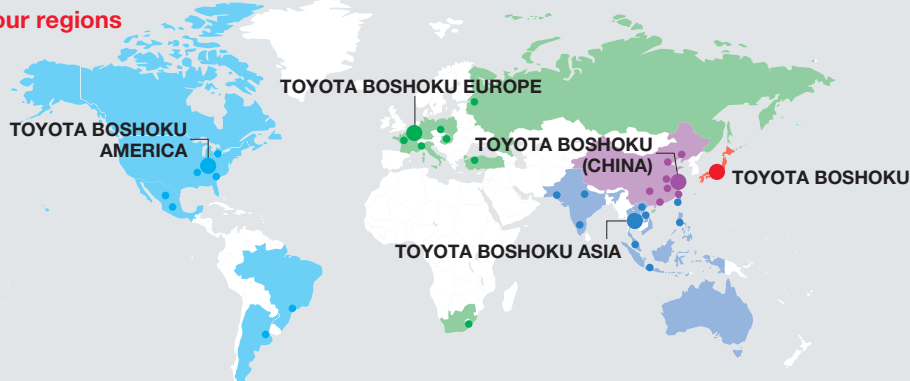 our regions
TOYOTA BOSHOKU EUROPE
TOYOTA BOSHOKU
AMERICA
TOYOTA BOSHOKU
(CHINA)
TOYOTA BOSHOKU
TOYOTA BOSHOKU ASIA